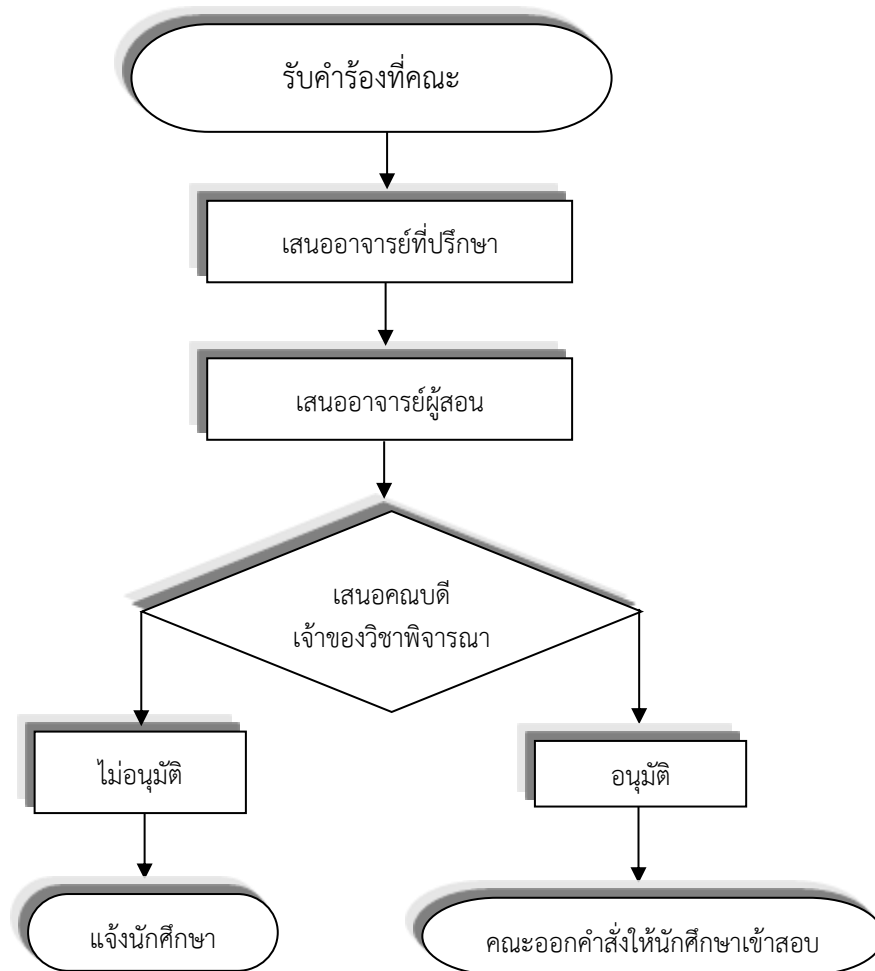 รับคำร้องที่คณะ
เสนออาจารย์ที่ปรึกษา
เสนออาจารย์ผู้สอน
เสนอคณบดี
เจ้าของวิชาพิจารณา
ไม่อนุมัติ
อนุมัติ
แจ้งนักศึกษา
คณะออกคำสั่งให้นักศึกษาเข้าสอบ